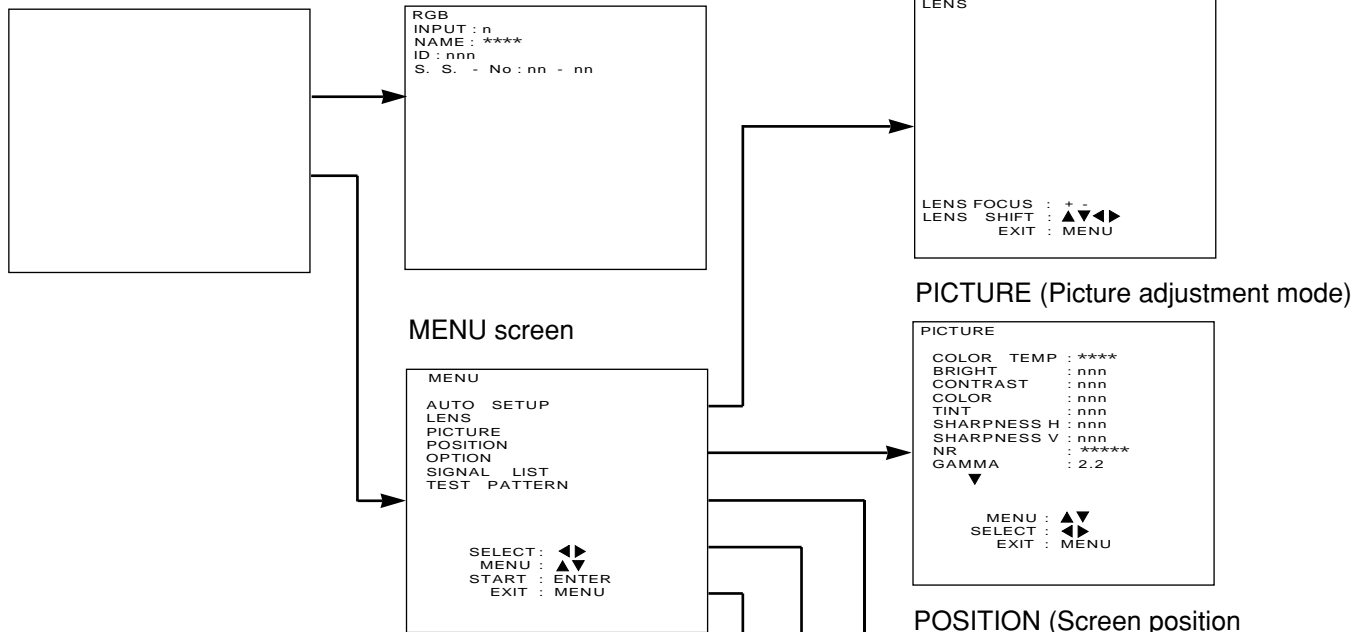 RGB
INPUT : n
NAME : ****
ID : nnn
S. S. - No : nn - nn
MENU screen
MENU
AUTO SETUP
LENS
PICTURE
POSITION
OPTION
SIGNAL LIST
TEST PATTERN
SELECT : ◀▶
MENU : ▲▼
START : ENTER
EXIT : MENU
LENS
LENS FOCUS : + -
LENS SHIFT : ▲▼◀▶
EXIT : MENU
PICTURE (Picture adjustment mode)
PICTURE
COLOR TEMP : ****
BRIGHT : nnn
CONTRAST : nnn
COLOR : nnn
TINT : nnn
SHARPNESS H : nnn
SHARPNESS V : nnn
NR : *****
GAMMA : 2.2
▼
MENU : ▲▼
SELECT : ◀▶
EXIT : MENU
POSITION (Screen position